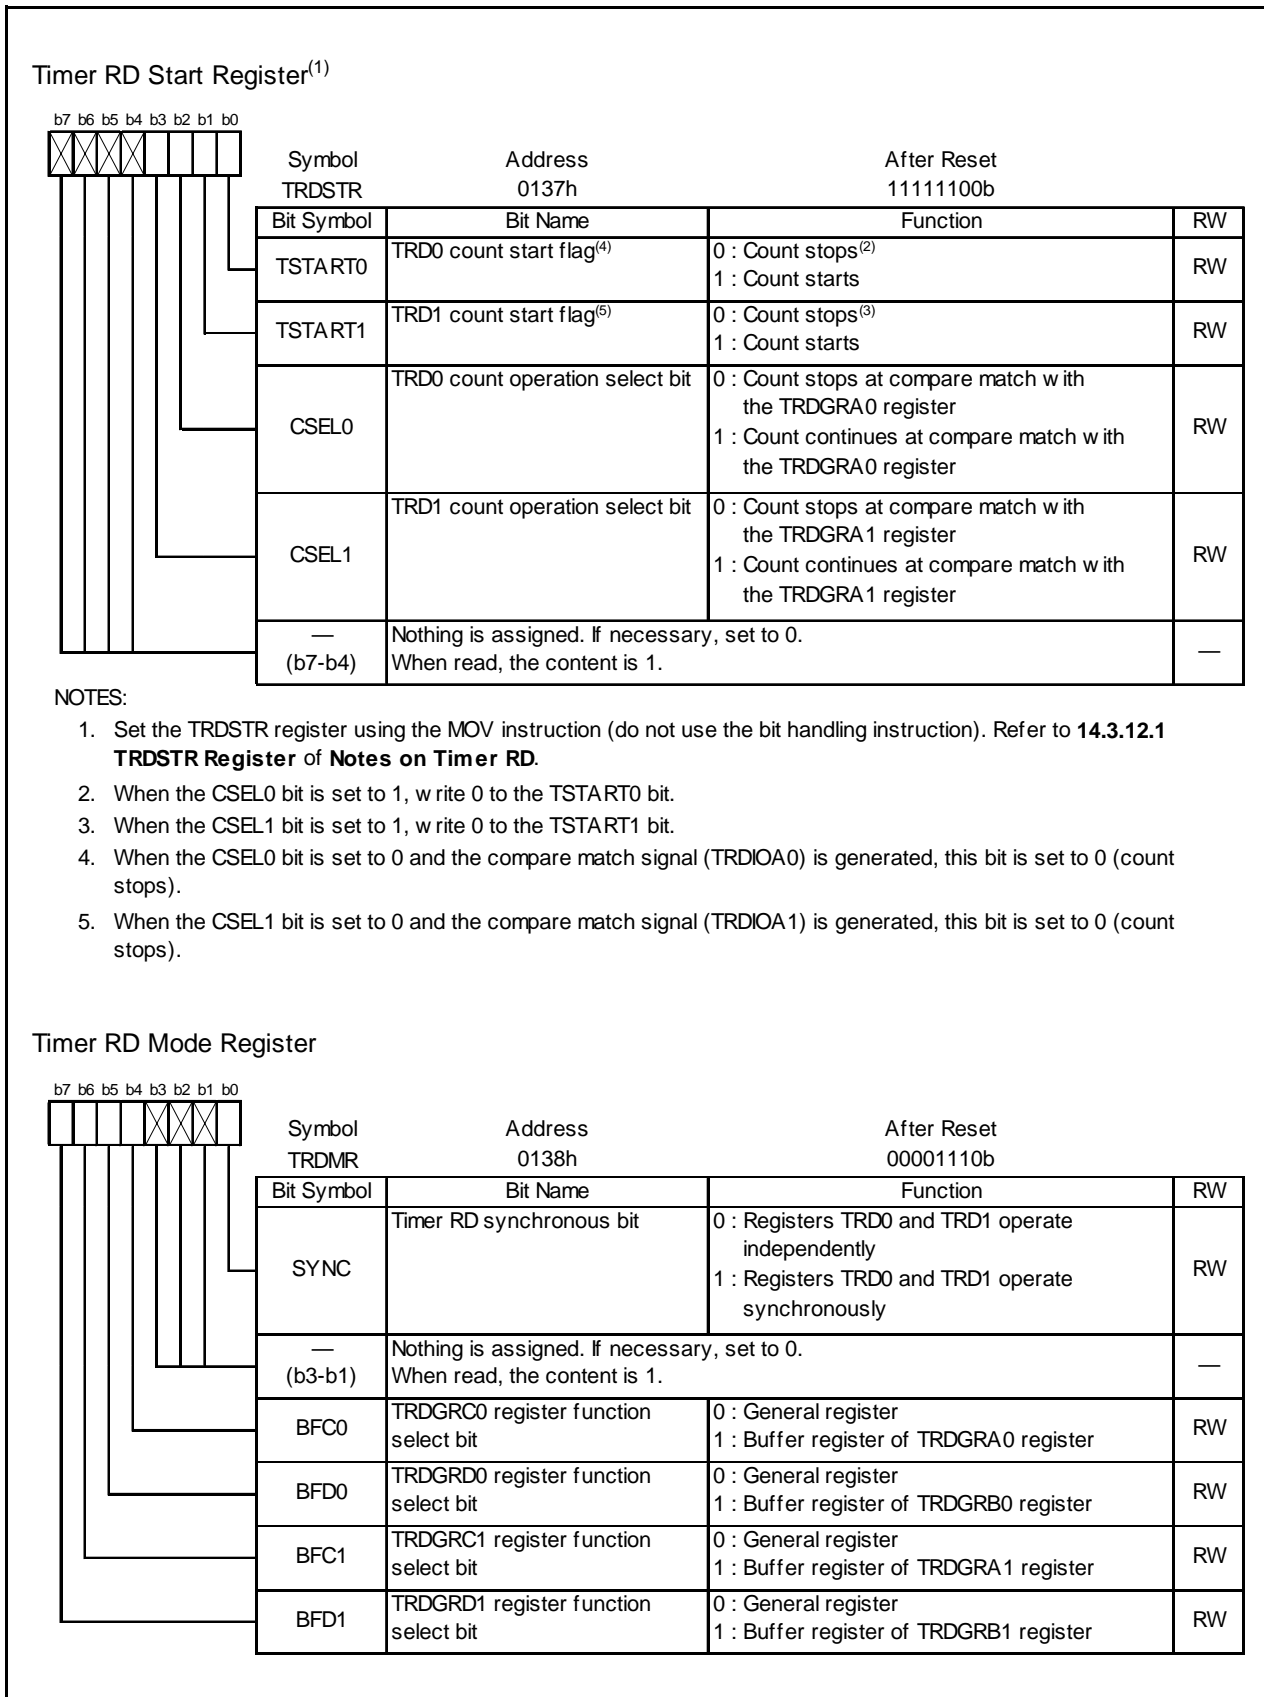 Timer RD Start Register(1)
b7 b6 b5 b4 b3 b2 b1 b0
Symbol Address After Reset
TRDSTR 0137h 11111100b
Bit Symbol Bit Name Function RW
TSTART0 TRD0 count start flag(4) 0 : Count stops(2) RW
1 : Count starts
TSTART1 TRD1 count start flag(5) 0 : Count stops(3) RW
1 : Count starts
CSEL0 TRD0 count operation select bit 0 : Count stops at compare match with RW
the TRDGRA0 register
1 : Count continues at compare match with
the TRDGRA0 register
CSEL1 TRD1 count operation select bit 0 : Count stops at compare match with RW
the TRDGRA1 register
1 : Count continues at compare match with
the TRDGRA1 register
— Nothing is assigned. If necessary, set to 0. —
(b7-b4) When read, the content is 1.
NOTES:
1. Set the TRDSTR register using the MOV instruction (do not use the bit handling instruction). Refer to 14.3.12.1
TRDSTR Register of Notes on Timer RD.
2. When the CSEL0 bit is set to 1, write 0 to the TSTART0 bit.
3. When the CSEL1 bit is set to 1, write 0 to the TSTART1 bit.
4. When the CSEL0 bit is set to 0 and the compare match signal (TRDIOA0) is generated, this bit is set to 0 (count
stops).
5. When the CSEL1 bit is set to 0 and the compare match signal (TRDIOA1) is generated, this bit is set to 0 (count
stops).
Timer RD Mode Register
b7 b6 b5 b4 b3 b2 b1 b0
Symbol Address After Reset
TRDMR 0138h 00001110b
Bit Symbol Bit Name Function RW
SYNC Timer RD synchronous bit 0 : Registers TRD0 and TRD1 operate RW
independently
1 : Registers TRD0 and TRD1 operate
synchronously
— Nothing is assigned. If necessary, set to 0. —
(b3-b1) When read, the content is 1.
BFC0 TRDGRC0 register function 0 : General register RW
select bit 1 : Buffer register of TRDGRA0 register
BFD0 TRDGRD0 register function 0 : General register RW
select bit 1 : Buffer register of TRDGRB0 register
BFC1 TRDGRC1 register function 0 : General register RW
select bit 1 : Buffer register of TRDGRA1 register
BFD1 TRDGRD1 register function 0 : General register RW
select bit 1 : Buffer register of TRDGRB1 register